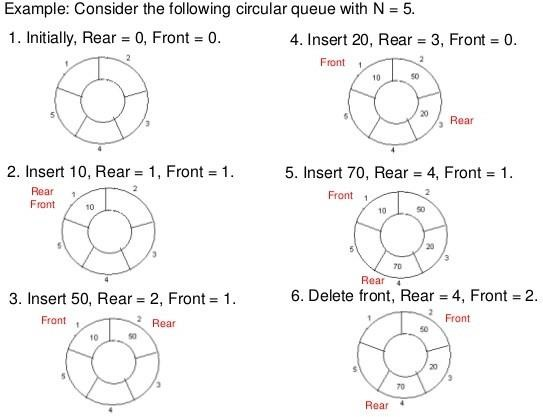 Example: Consider the following circular queue with N = 5.
1. Initially, Rear = 0, Front = 0.
1
2
3
4
5
2. Insert 10, Rear = 1, Front = 1.
Rear
Front
1
2
3
4
5
10
3. Insert 50, Rear = 2, Front = 1.
Front
1
2
Rear
10
50
3
4
5
4. Insert 20, Rear = 3, Front = 0.
Front
1
2
10
50
20
3
Rear
4
5
5. Insert 70, Rear = 4, Front = 1.
Front
1
2
10
50
20
70
3
Rear
4
5
6. Delete front, Rear = 4, Front = 2.
1
2
Front
50
20
70
3
Rear
4
5